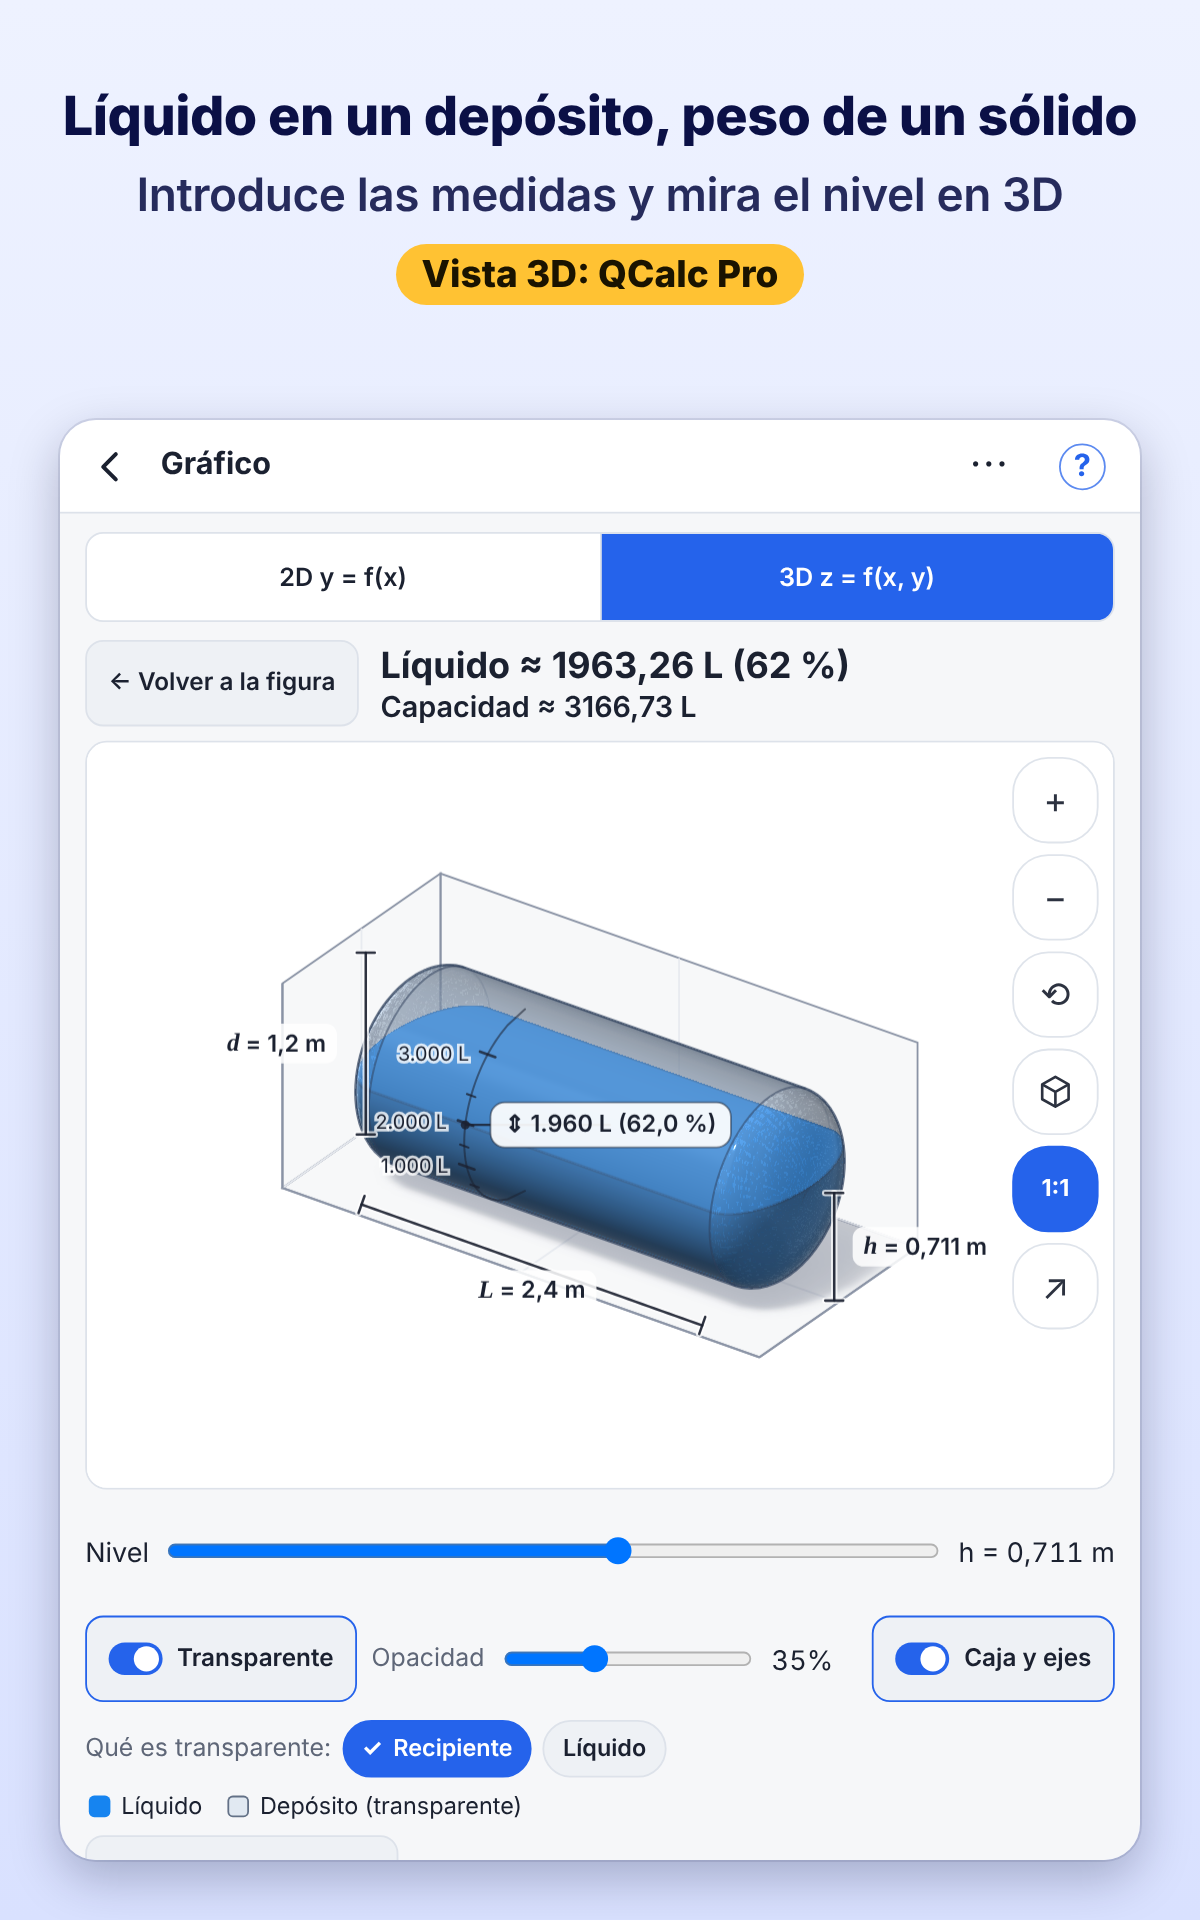 Líquido en un depósito, peso de un sólido
Introduce las medidas y mira el nivel en 3D
Vista 3D: QCalc Pro
Gráfico
?
2D y = f(x)
3D z = f(x, y)
← Volver a la figura
Líquido ≈ 1963,26 L (62 %)
Capacidad ≈ 3166,73 L
d = 1,2 m
3.000 L
2.000 L
1.000 L
⇕ 1.960 L (62,0 %)
h = 0,711 m
L = 2,4 m
+
−
1:1
Nivel
h = 0,711 m
Transparente
Opacidad
35%
Caja y ejes
Qué es transparente:
✓ Recipiente
Líquido
Líquido
Depósito (transparente)